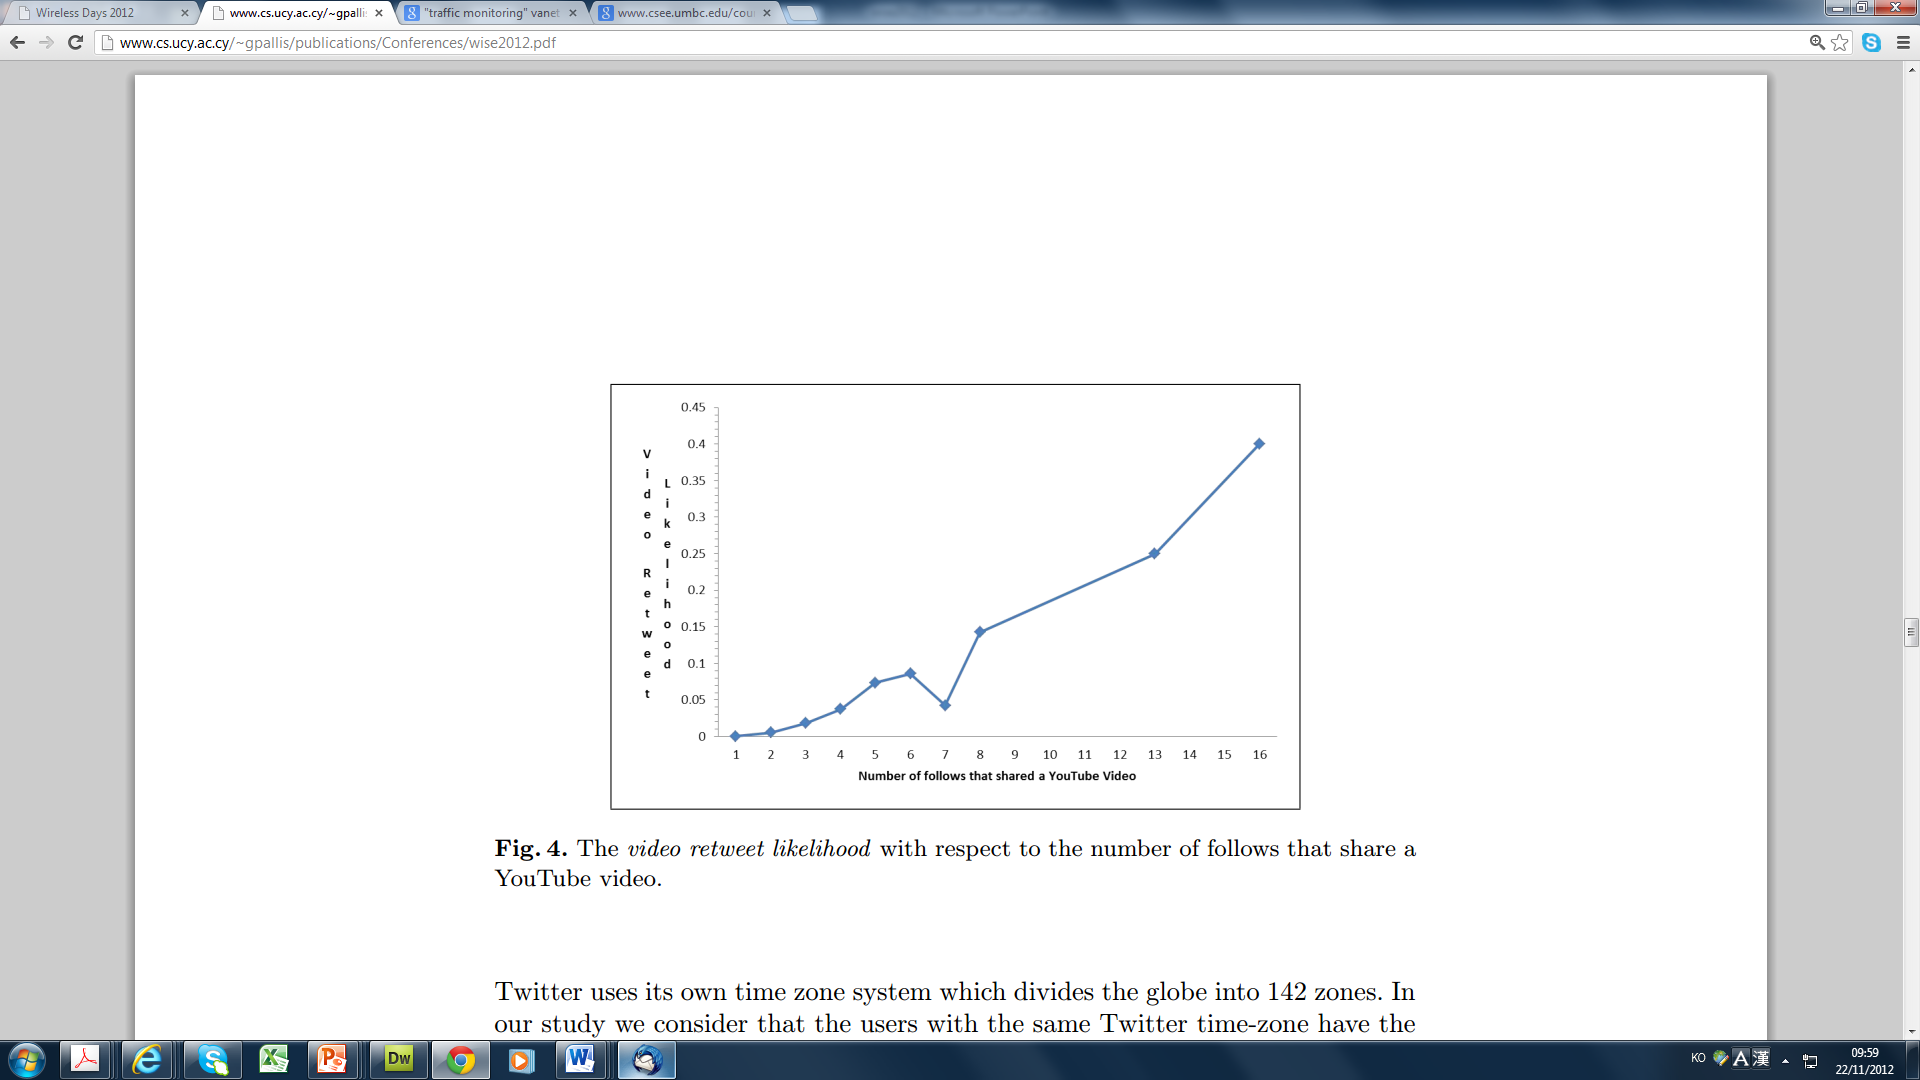 Wireless Days 2012
www.cs.ucy.ac.cy/~gpalli
"traffic monitoring" vanet
www.csee.umbc.edu/cou
www.cs.ucy.ac.cy/~gpallis/publications/Conferences/wise2012.pdf
Video Retweet
Likelihood
0.45
0.4
0.35
0.3
0.25
0.2
0.15
0.1
0.05
0
1 2 3 4 5 6 7 8 9 10 11 12 13 14 15 16
Number of follows that shared a YouTube Video
Fig. 4. The video retweet likelihood with respect to the number of follows that share a
YouTube video.
Twitter uses its own time zone system which divides the globe into 142 zones. In
our study we consider that the users with the same Twitter time-zone have the
Dw
KO A 漢
09:59
22/11/2012